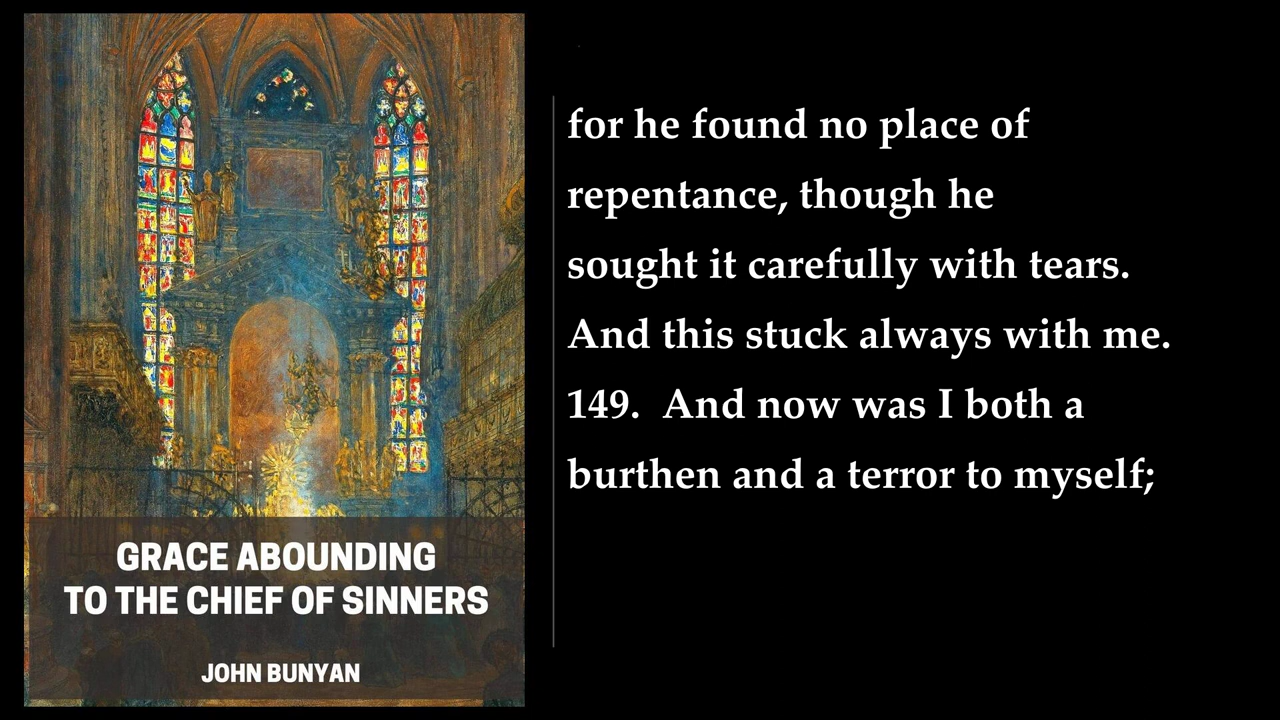 GRACE ABOUNDING
TO THE CHIEF OF SINNERS
JOHN BUNYAN
for he found no place of
repentance, though he
sought it carefully with tears.
And this stuck always with me.
149.  And now was I both a
burthen and a terror to myself;